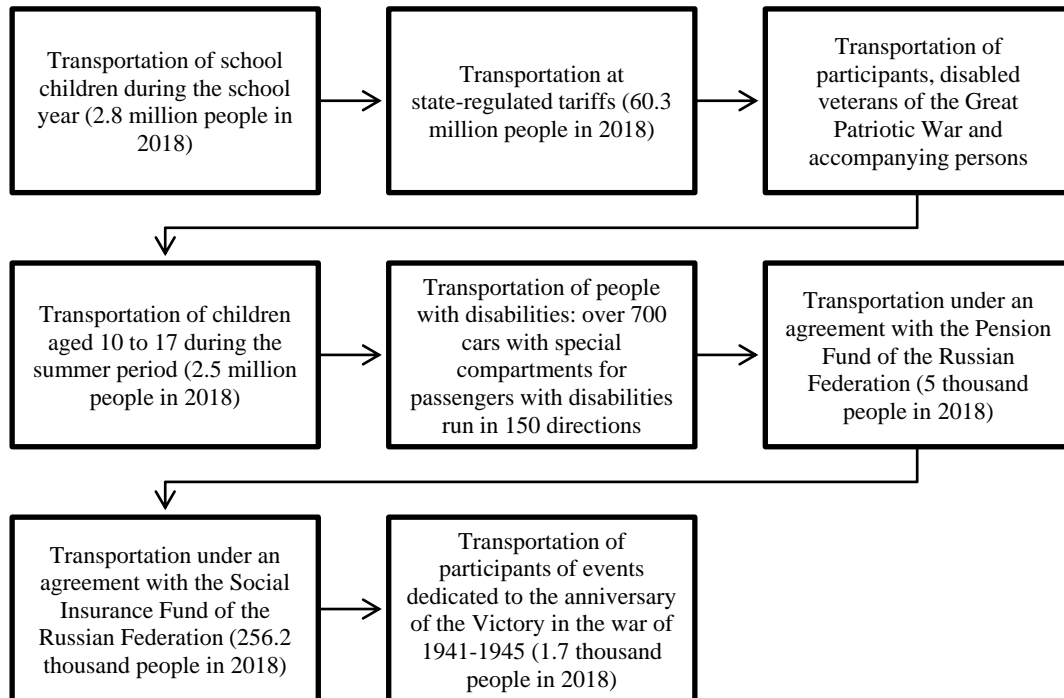 Transportation of school
children during the school
year (2.8 million people in
2018)
Transportation at
state-regulated tariffs (60.3
million people in 2018)
Transportation of
participants, disabled
veterans of the Great
Patriotic War and
accompanying persons
Transportation of children
aged 10 to 17 during the
summer period (2.5 million
people in 2018)
Transportation of people
with disabilities: over 700
cars with special
compartments for
passengers with disabilities
run in 150 directions
Transportation under an
agreement with the Pension
Fund of the Russian
Federation (5 thousand
people in 2018)
Transportation under an
agreement with the Social
Insurance Fund of the
Russian Federation (256.2
thousand people in 2018)
Transportation of
participants of events
dedicated to the anniversary
of the Victory in the war of
1941-1945 (1.7 thousand
people in 2018)